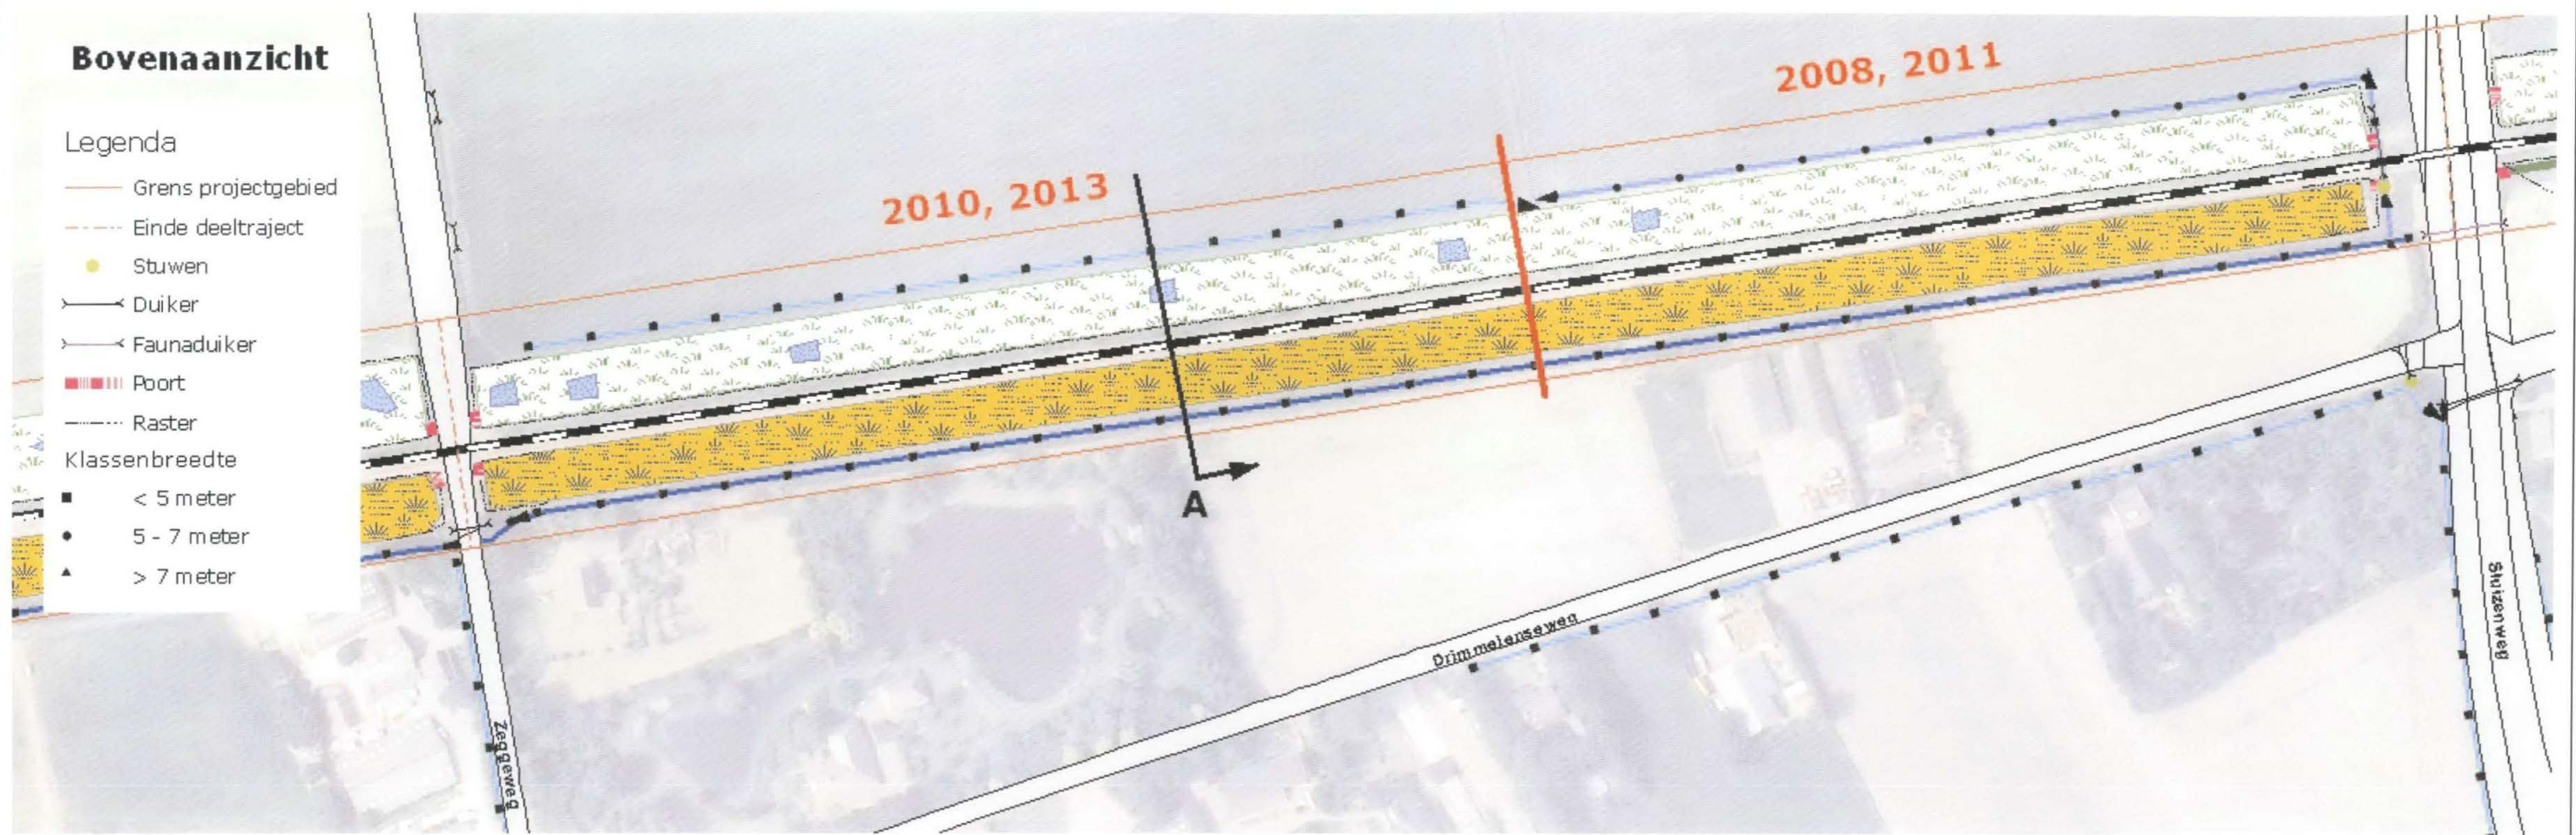 Bovenaanzicht
Legenda
Grens projectgebied
Einde deeltraject
Stuwen
Duiker
Faunaduiker
Poort
Raster
Klassenbreedte
< 5 meter
5 - 7 meter
> 7 meter
2010, 2013
2008, 2011
A
Drimmelenseweg
Zeggeweg
Stuizenweg